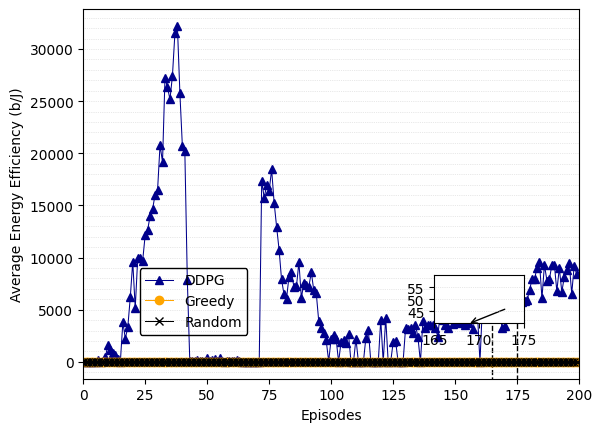 Average Energy Efficiency (b/J)
30000
25000
20000
15000
10000
5000
0
DDPG
Greedy
Random
55
50
45
165 170 175
0 25 50 75 100 125 150 175 200
Episodes